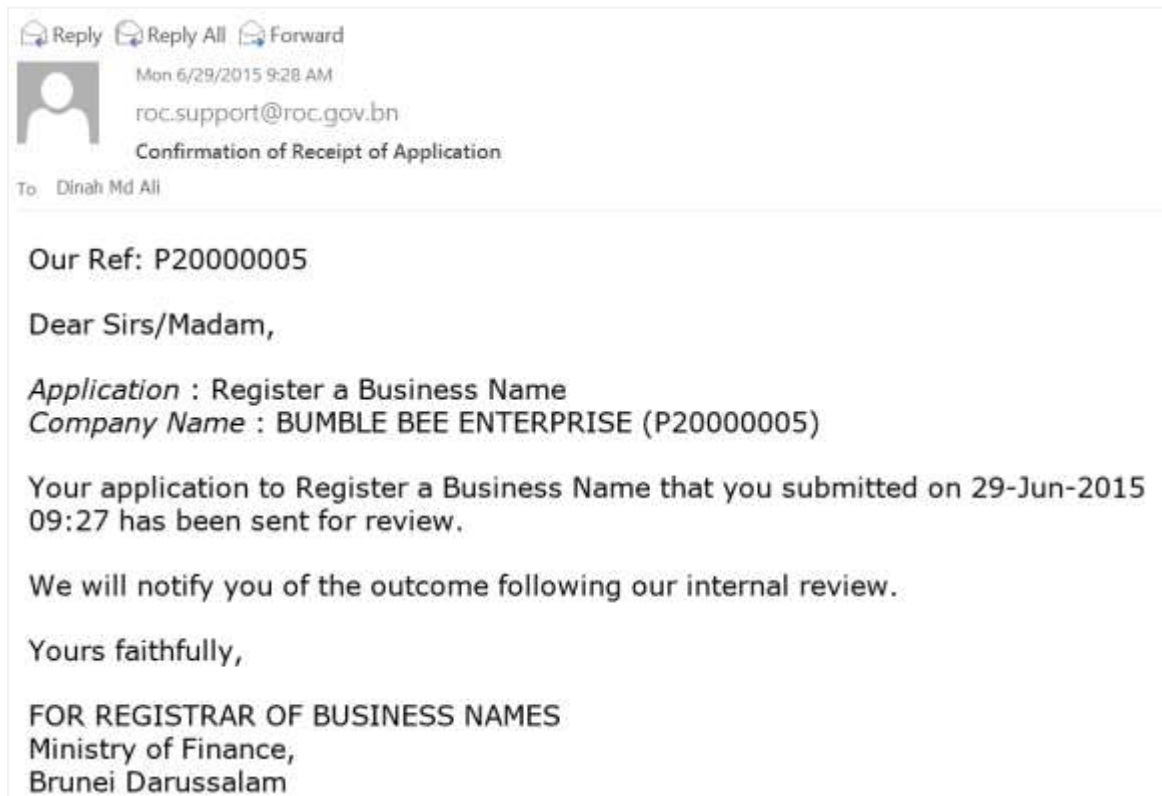 Reply Reply All Forward
Mon 6/29/2015 9:28 AM
roc.support@roc.gov.bn
Confirmation of Receipt of Application
To Dinah Md Ali
Our Ref: P20000005
Dear Sirs/Madam,
Application : Register a Business Name
Company Name : BUMBLE BEE ENTERPRISE (P20000005)
Your application to Register a Business Name that you submitted on 29-Jun-2015
09:27 has been sent for review.
We will notify you of the outcome following our internal review.
Yours faithfully,
FOR REGISTRAR OF BUSINESS NAMES
Ministry of Finance,
Brunei Darussalam